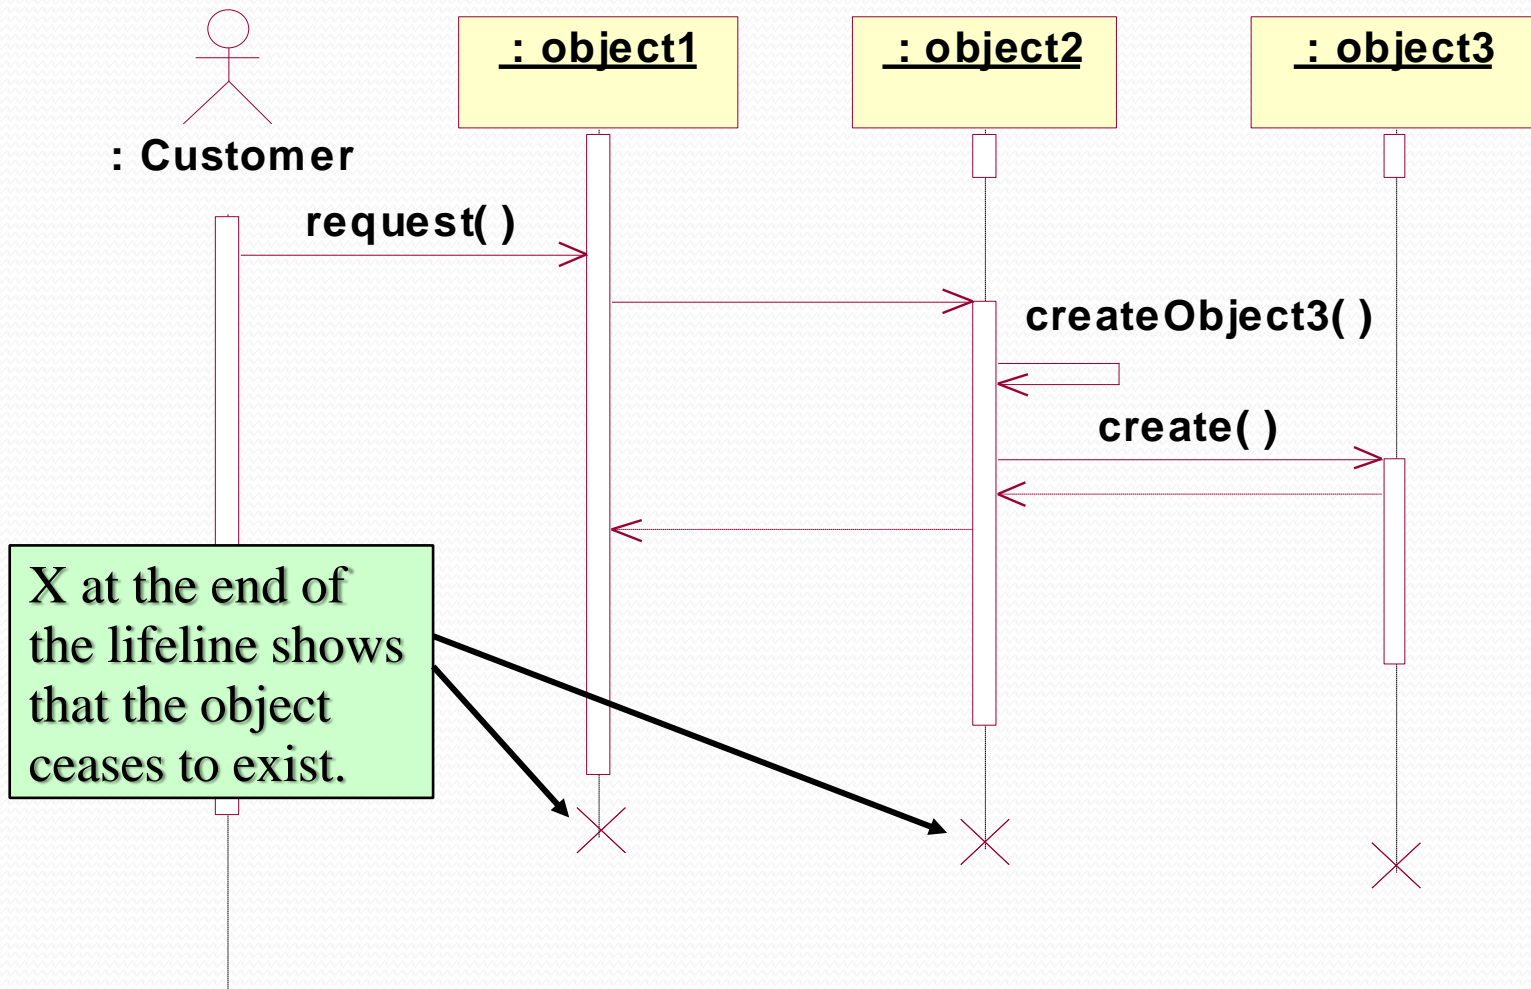 : object1
: object2
: object3
: Customer
request( )
createObject3( )
create( )
X at the end of
the lifeline shows
that the object
ceases to exist.